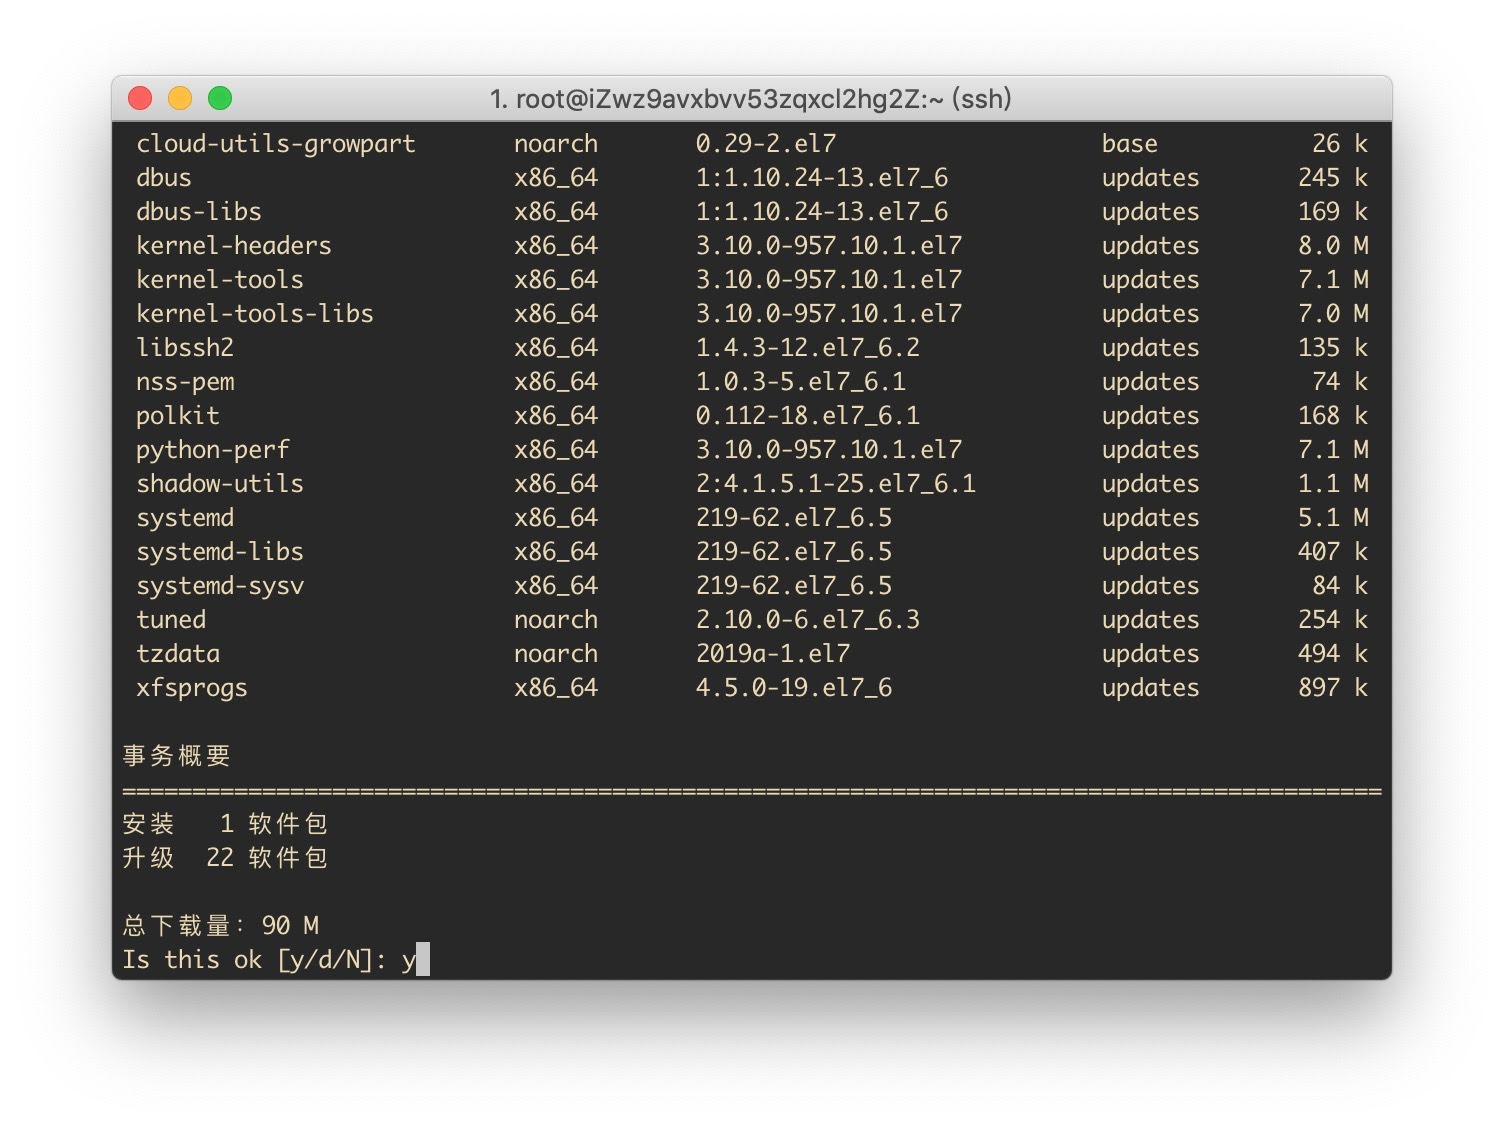 1. root@iZwz9avxbvv53zqxcl2hg2Z:~ (ssh)
cloud-utils-growpart noarch 0.29-2.el7 base 26 k
dbus x86_64 1:1.10.24-13.el7_6 updates 245 k
dbus-libs x86_64 1:1.10.24-13.el7_6 updates 169 k
kernel-headers x86_64 3.10.0-957.10.1.el7 updates 8.0 M
kernel-tools x86_64 3.10.0-957.10.1.el7 updates 7.1 M
kernel-tools-libs x86_64 3.10.0-957.10.1.el7 updates 7.0 M
libssh2 x86_64 1.4.3-12.el7_6.2 updates 135 k
nss-pem x86_64 1.0.3-5.el7_6.1 updates 74 k
polkit x86_64 0.112-18.el7_6.1 updates 168 k
python-perf x86_64 3.10.0-957.10.1.el7 updates 7.1 M
shadow-utils x86_64 2:4.1.5.1-25.el7_6.1 updates 1.1 M
systemd x86_64 219-62.el7_6.5 updates 5.1 M
systemd-libs x86_64 219-62.el7_6.5 updates 407 k
systemd-sysv x86_64 219-62.el7_6.5 updates 84 k
tuned noarch 2.10.0-6.el7_6.3 updates 254 k
tzdata noarch 2019a-1.el7 updates 494 k
xfsprogs x86_64 4.5.0-19.el7_6 updates 897 k
事务概要
==========================================================================================
安装 1 软件包
升级 22 软件包
总下载量：90 M
Is this ok [y/d/N]: y